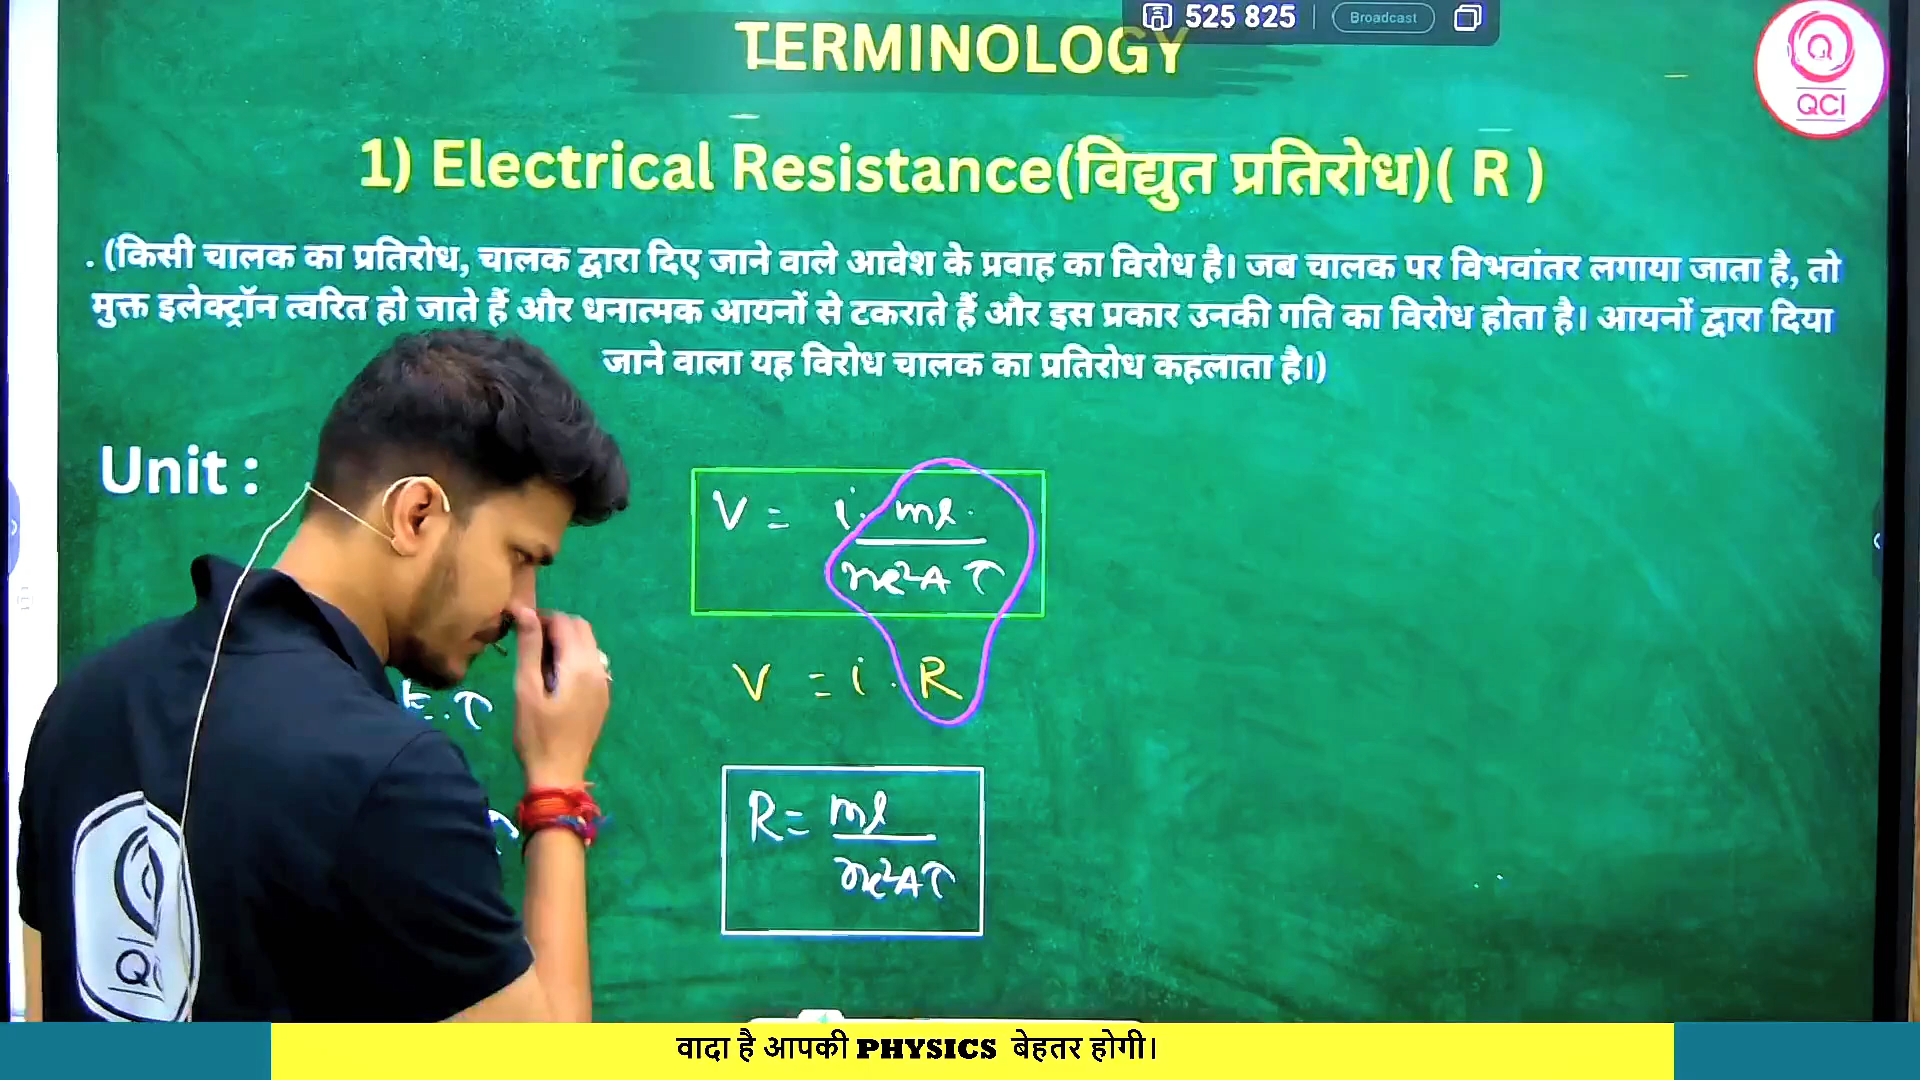 525 825 Broadcast
TERMINOLOGY
QCI
1) Electrical Resistance(विद्युत प्रतिरोध)( R )
. (किसी चालक का प्रतिरोध, चालक द्वारा दिए जाने वाले आवेश के प्रवाह का विरोध है। जब चालक पर विभवांतर लगाया जाता है, तो
मुक्त इलेक्ट्रॉन त्वरित हो जाते हैं और धनात्मक आयनों से टकराते हैं और इस प्रकार उनकी गति का विरोध होता है। आयनों द्वारा दिया
जाने वाला यह विरोध चालक का प्रतिरोध कहलाता है।)
Unit :
V = i. ml
ne²A τ
V = i . R
E.τ
R = ml
ne²Aτ
वादा है आपकी PHYSICS बेहतर होगी।